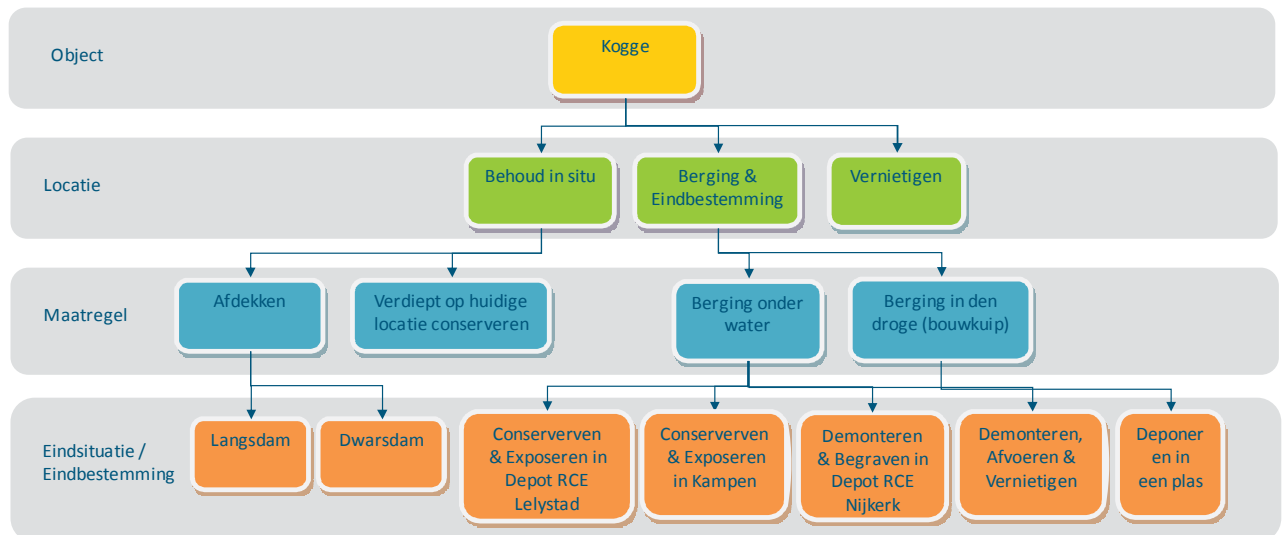 Object
Kogge
Locatie
Behoud in situ
Berging &
Eindbestemming
Vernietigen
Maatregel
Afdekken
Verdiept op huidige
locatie conserveren
Berging onder
water
Berging in den
droge (bouwkuip)
Eindsituatie /
Eindbestemming
Langsdam
Dwarsdam
Conserverven
& Exposeren in
Depot RCE
Lelystad
Conserverven
& Exposeren
in Kampen
Demonteren
& Begraven in
Depot RCE
Nijkerk
Demonteren,
Afvoeren &
Vernietigen
Deponer
en in
een plas